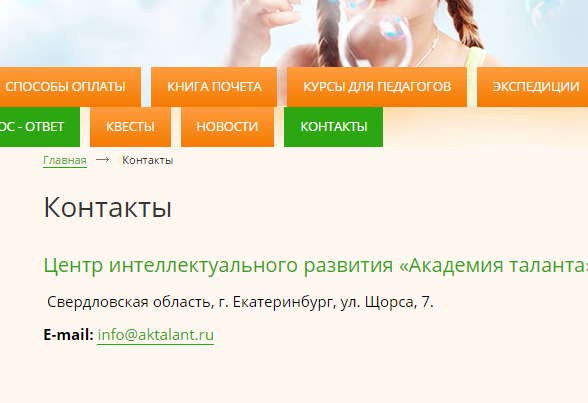 СПОСОБЫ ОПЛАТЫ КНИГА ПОЧЕТА КУРСЫ ДЛЯ ПЕДАГОГОВ ЭКСПЕДИЦИИ
ОС - ОТВЕТ КВЕСТЫ НОВОСТИ КОНТАКТЫ
Главная → Контакты
Контакты
Центр интеллектуального развития «Академия таланта»
Свердловская область, г. Екатеринбург, ул. Щорса, 7.
E-mail: info@aktalant.ru